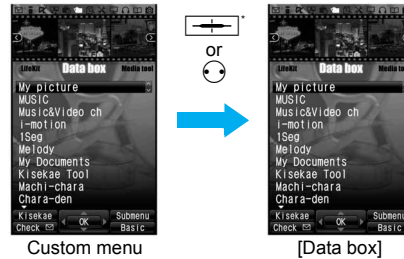 LifeKit Data box Media tool
My picture
MUSIC
Music&Video ch
i-motion
1Seg
Melody
My Documents
Kisekae Tool
Machi-chara
Chara-den
Kisekae Submenu
Check OK Basic
Custom menu
*
or
LifeKit Data box Media tool
My picture
MUSIC
Music&Video ch
i-motion
1Seg
Melody
My Documents
Kisekae Tool
Machi-chara
Chara-den
Kisekae Submenu
Check OK Basic
[Data box]